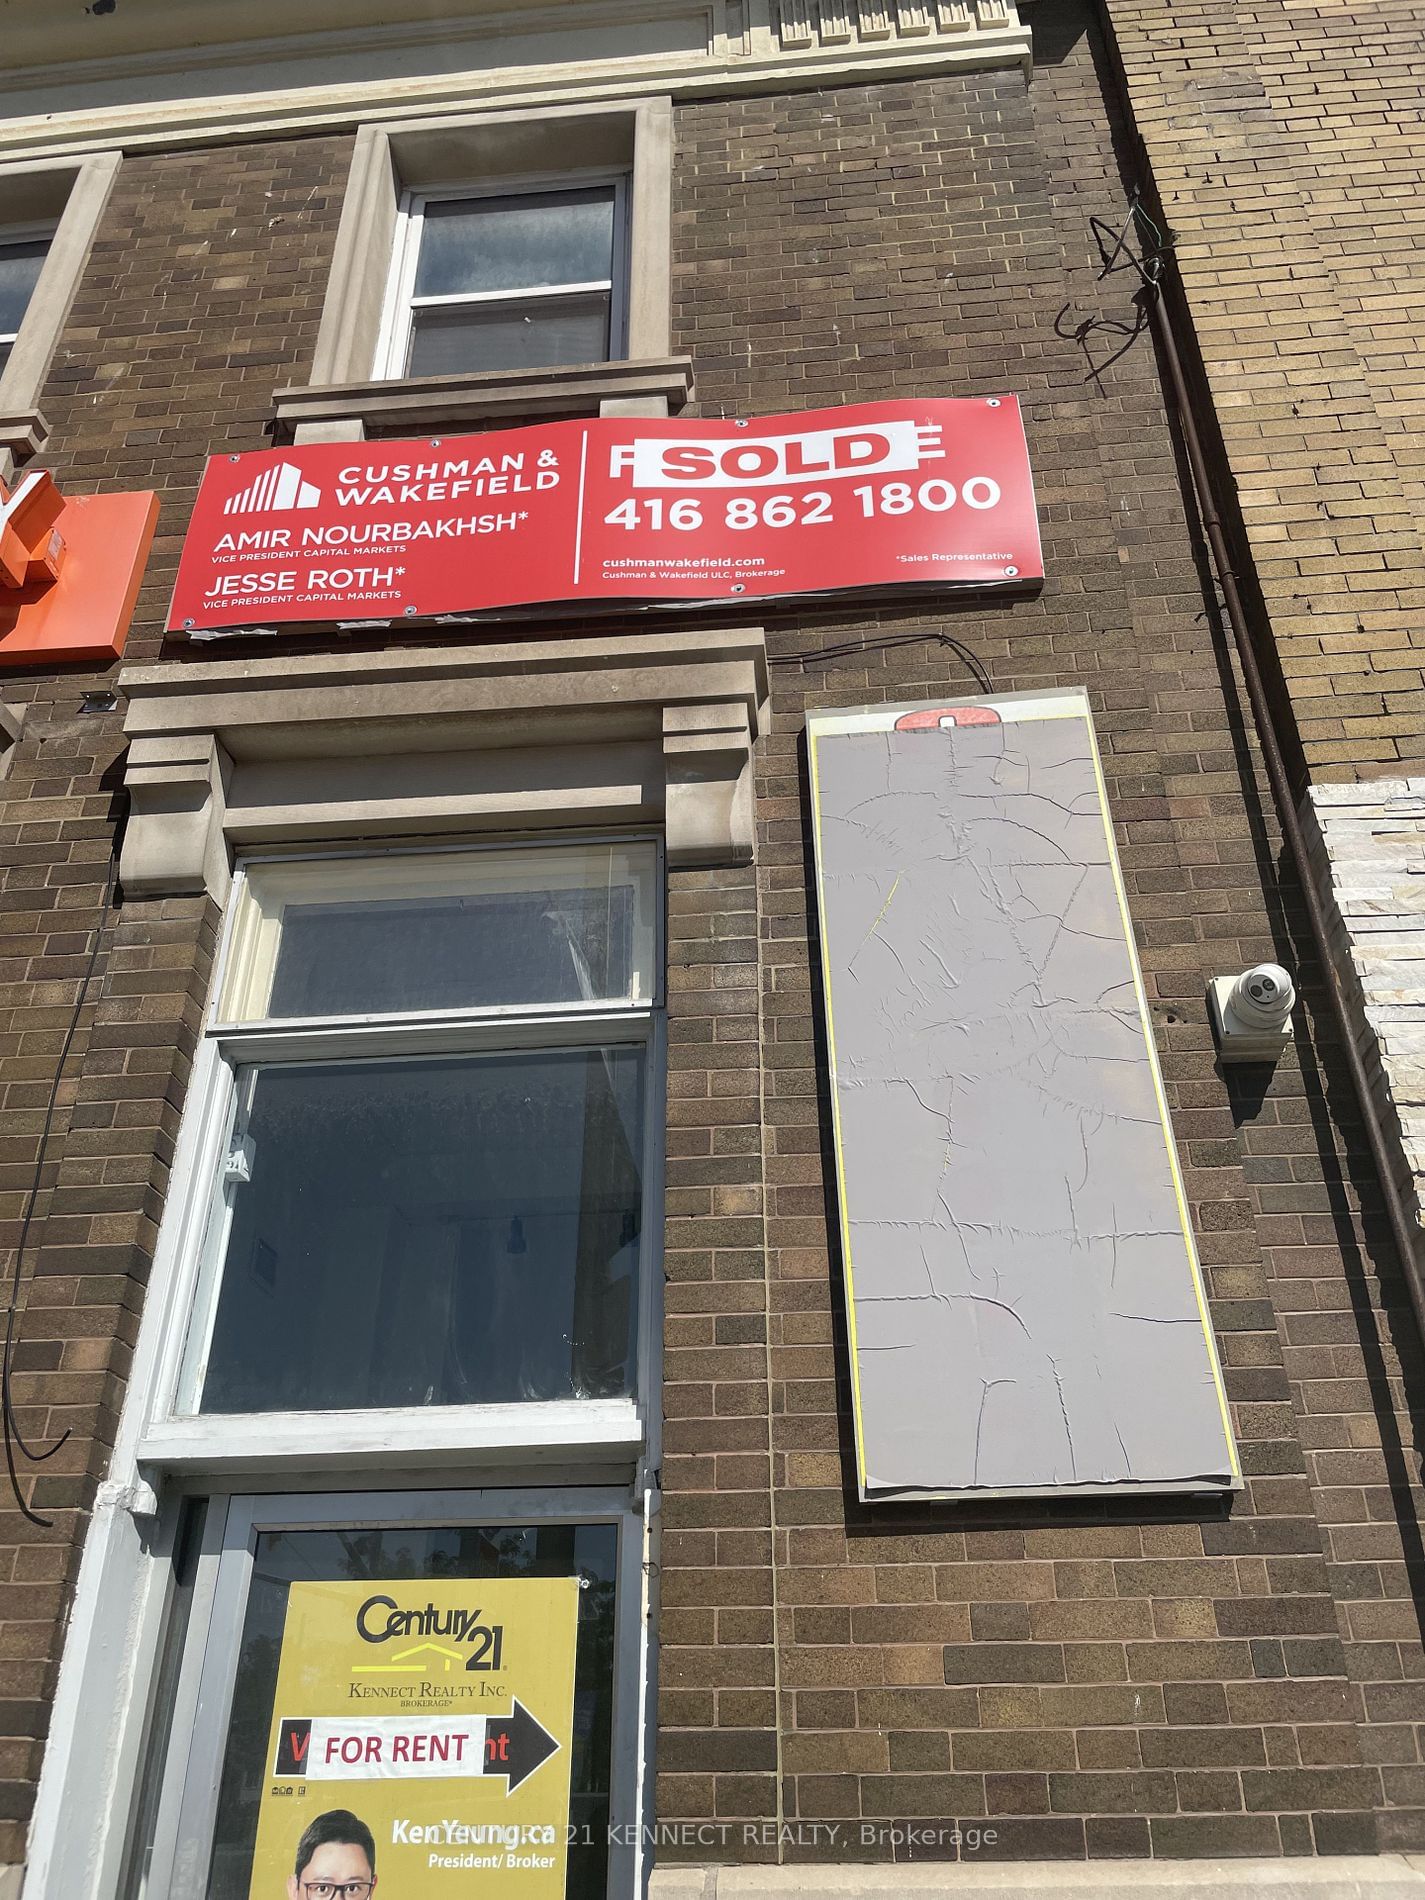 CUSHMAN &
WAKEFIELD
AMIR NOURBAKHSH*
VICE PRESIDENT CAPITAL MARKETS
JESSE ROTH*
VICE PRESIDENT CAPITAL MARKETS
SOLD
416 862 1800
cushmanwakefield.com
Cushman & Wakefield ULC, Brokerage
*Sales Representative
Century 21
KENNECT REALTY INC.
BROKERAGE*
FOR RENT
KenYeung.ca
President/ Broker
CENTURY 21 KENNECT REALTY, Brokerage